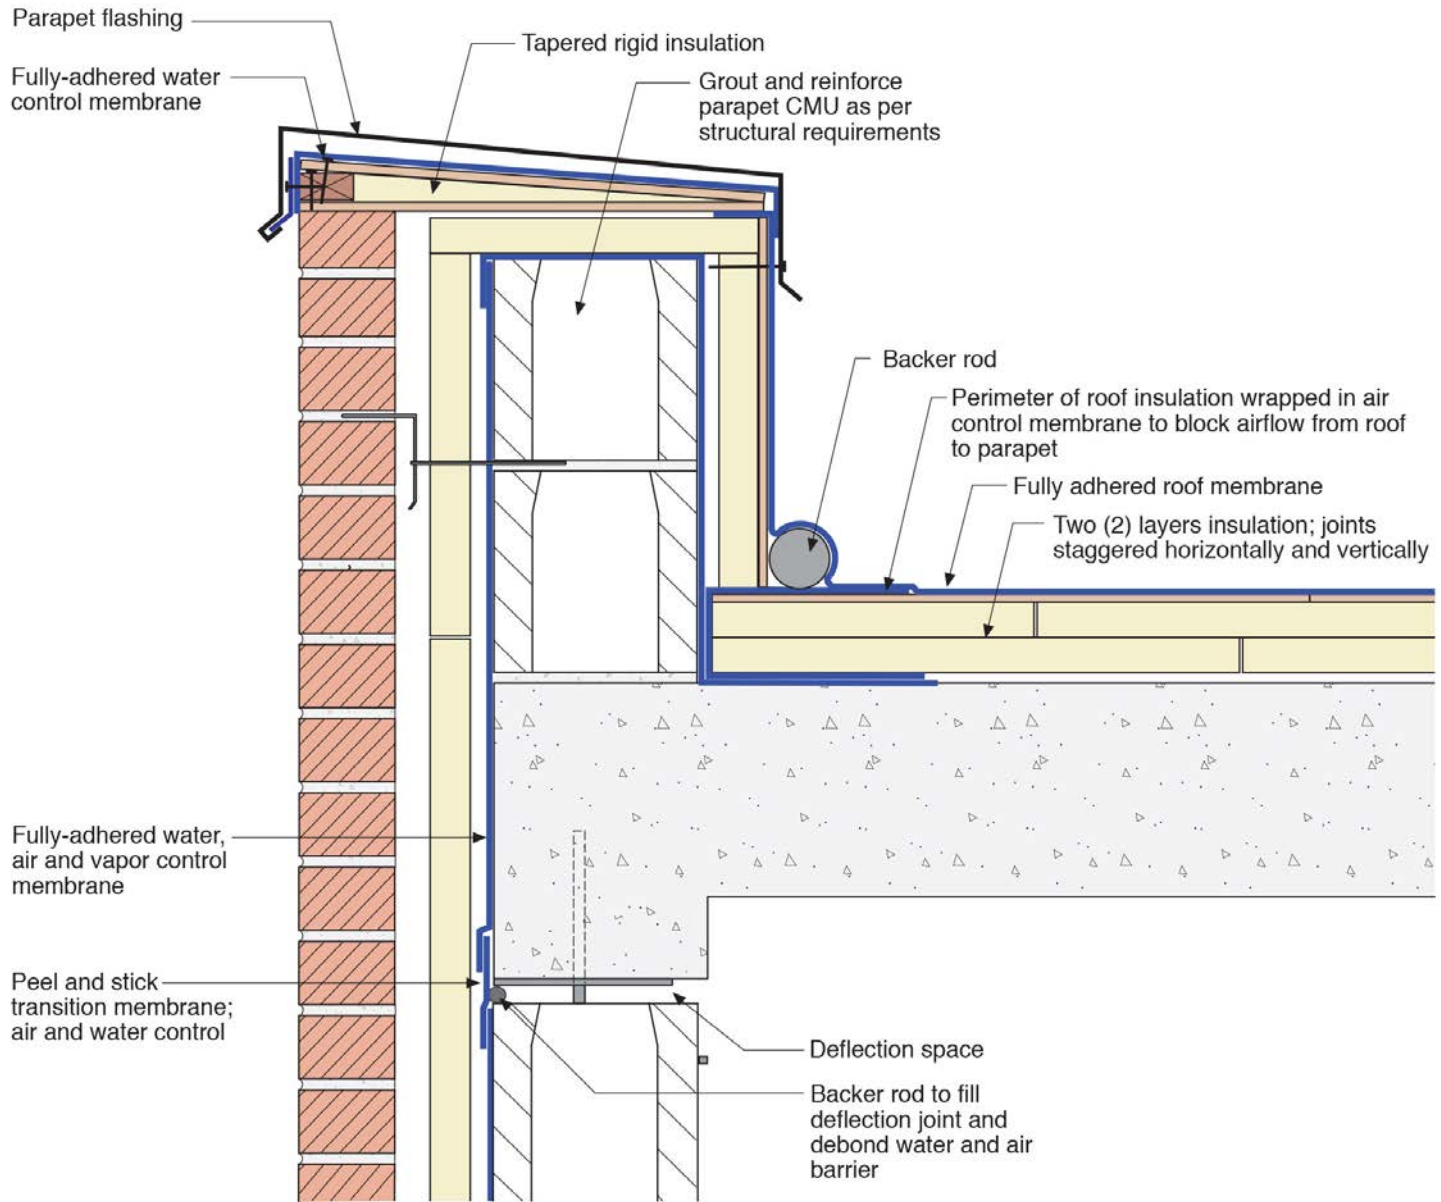 Parapet flashing
Tapered rigid insulation
Fully-adhered water
control membrane
Grout and reinforce
parapet CMU as per
structural requirements
Backer rod
Perimeter of roof insulation wrapped in air
control membrane to block airflow from roof
to parapet
Fully adhered roof membrane
Two (2) layers insulation; joints
staggered horizontally and vertically
Fully-adhered water,
air and vapor control
membrane
Peel and stick
transition membrane;
air and water control
Deflection space
Backer rod to fill
deflection joint and
debond water and air
barrier